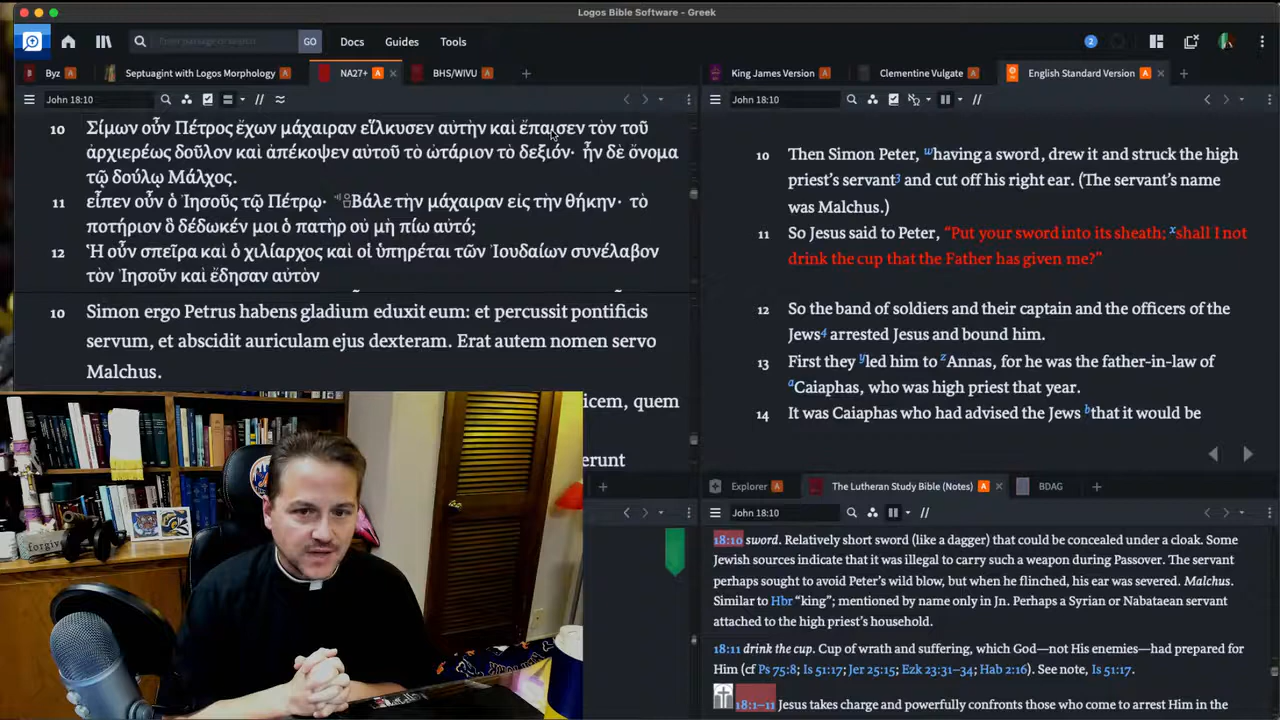 Logos Bible Software - Greek
GO
Docs
Guides
Tools
2
Byz A
Septuagint with Logos Morphology A
NA27+ A
BHS/WIVU A
King James Version A
Clementine Vulgate A
English Standard Version A
John 18:10
10 Σίμων οὖν Πέτρος ἔχων μάχαιραν εἵλκυσεν αὐτὴν καὶ ἔπαισεν τὸν τοῦ
ἀρχιερέως δοῦλον καὶ ἀπέκοψεν αὐτοῦ τὸ ὠτάριον τὸ δεξιόν· ἦν δὲ ὄνομα
τῷ δούλῳ Μάλχος.
11 εἶπεν οὖν ὁ Ἰησοῦς τῷ Πέτρῳ· Βάλε τὴν μάχαιραν εἰς τὴν θήκην· τὸ
ποτήριον ὃ δέδωκέν μοι ὁ πατὴρ οὐ μὴ πίω αὐτό;
12 Ἡ οὖν σπεῖρα καὶ ὁ χιλίαρχος καὶ οἱ ὑπηρέται τῶν Ἰουδαίων συνέλαβον
τὸν Ἰησοῦν καὶ ἔδησαν αὐτὸν
10 Simon ergo Petrus habens gladium eduxit eum: et percussit pontificis
servum, et abscidit auriculam ejus dexteram. Erat autem nomen servo
Malchus.
icem, quem
erunt
John 18:10
10 Then Simon Peter, w having a sword, drew it and struck the high
priest’s servant3 and cut off his right ear. (The servant’s name
was Malchus.)
11 So Jesus said to Peter, “Put your sword into its sheath; x shall I not
drink the cup that the Father has given me?”
12 So the band of soldiers and their captain and the officers of the
Jews4 arrested Jesus and bound him.
13 First they y led him to z Annas, for he was the father-in-law of
a Caiaphas, who was high priest that year.
14 It was Caiaphas who had advised the Jews b that it would be
Explorer A
The Lutheran Study Bible (Notes) A
BDAG
John 18:10
18:10 sword. Relatively short sword (like a dagger) that could be concealed under a cloak. Some
Jewish sources indicate that it was illegal to carry such a weapon during Passover. The servant
perhaps sought to avoid Peter’s wild blow, but when he flinched, his ear was severed. Malchus.
Similar to Hbr “king”; mentioned by name only in Jn. Perhaps a Syrian or Nabataean servant
attached to the high priest’s household.
18:11 drink the cup. Cup of wrath and suffering, which God—not His enemies—had prepared for
Him (cf Ps 75:8; Is 51:17; Jer 25:15; Ezk 23:31–34; Hab 2:16). See note, Is 51:17.
18:1–11 Jesus takes charge and powerfully confronts those who come to arrest Him in the
forgive